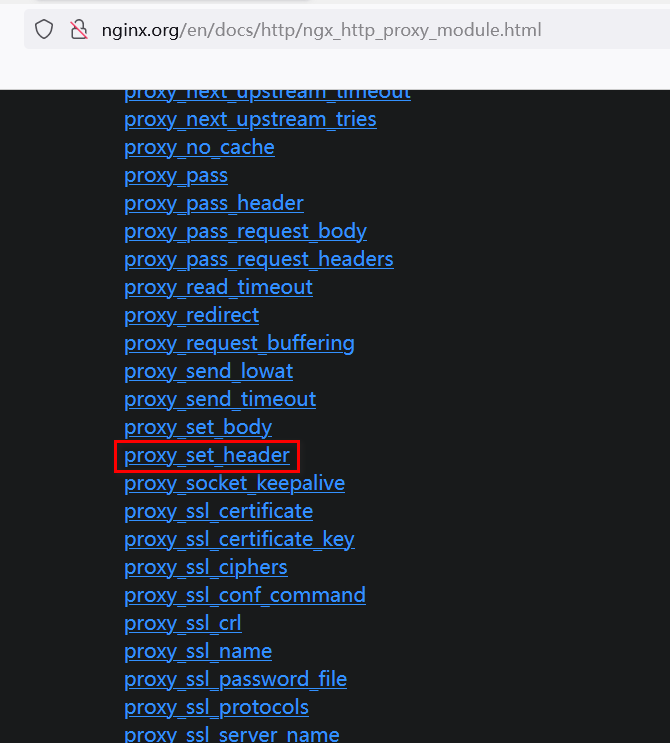 nginx.org/en/docs/http/ngx_http_proxy_module.html
proxy_next_upstream_timeout
proxy_next_upstream_tries
proxy_no_cache
proxy_pass
proxy_pass_header
proxy_pass_request_body
proxy_pass_request_headers
proxy_read_timeout
proxy_redirect
proxy_request_buffering
proxy_send_lowat
proxy_send_timeout
proxy_set_body
proxy_set_header
proxy_socket_keepalive
proxy_ssl_certificate
proxy_ssl_certificate_key
proxy_ssl_ciphers
proxy_ssl_conf_command
proxy_ssl_crl
proxy_ssl_name
proxy_ssl_password_file
proxy_ssl_protocols
proxy_ssl_server_name